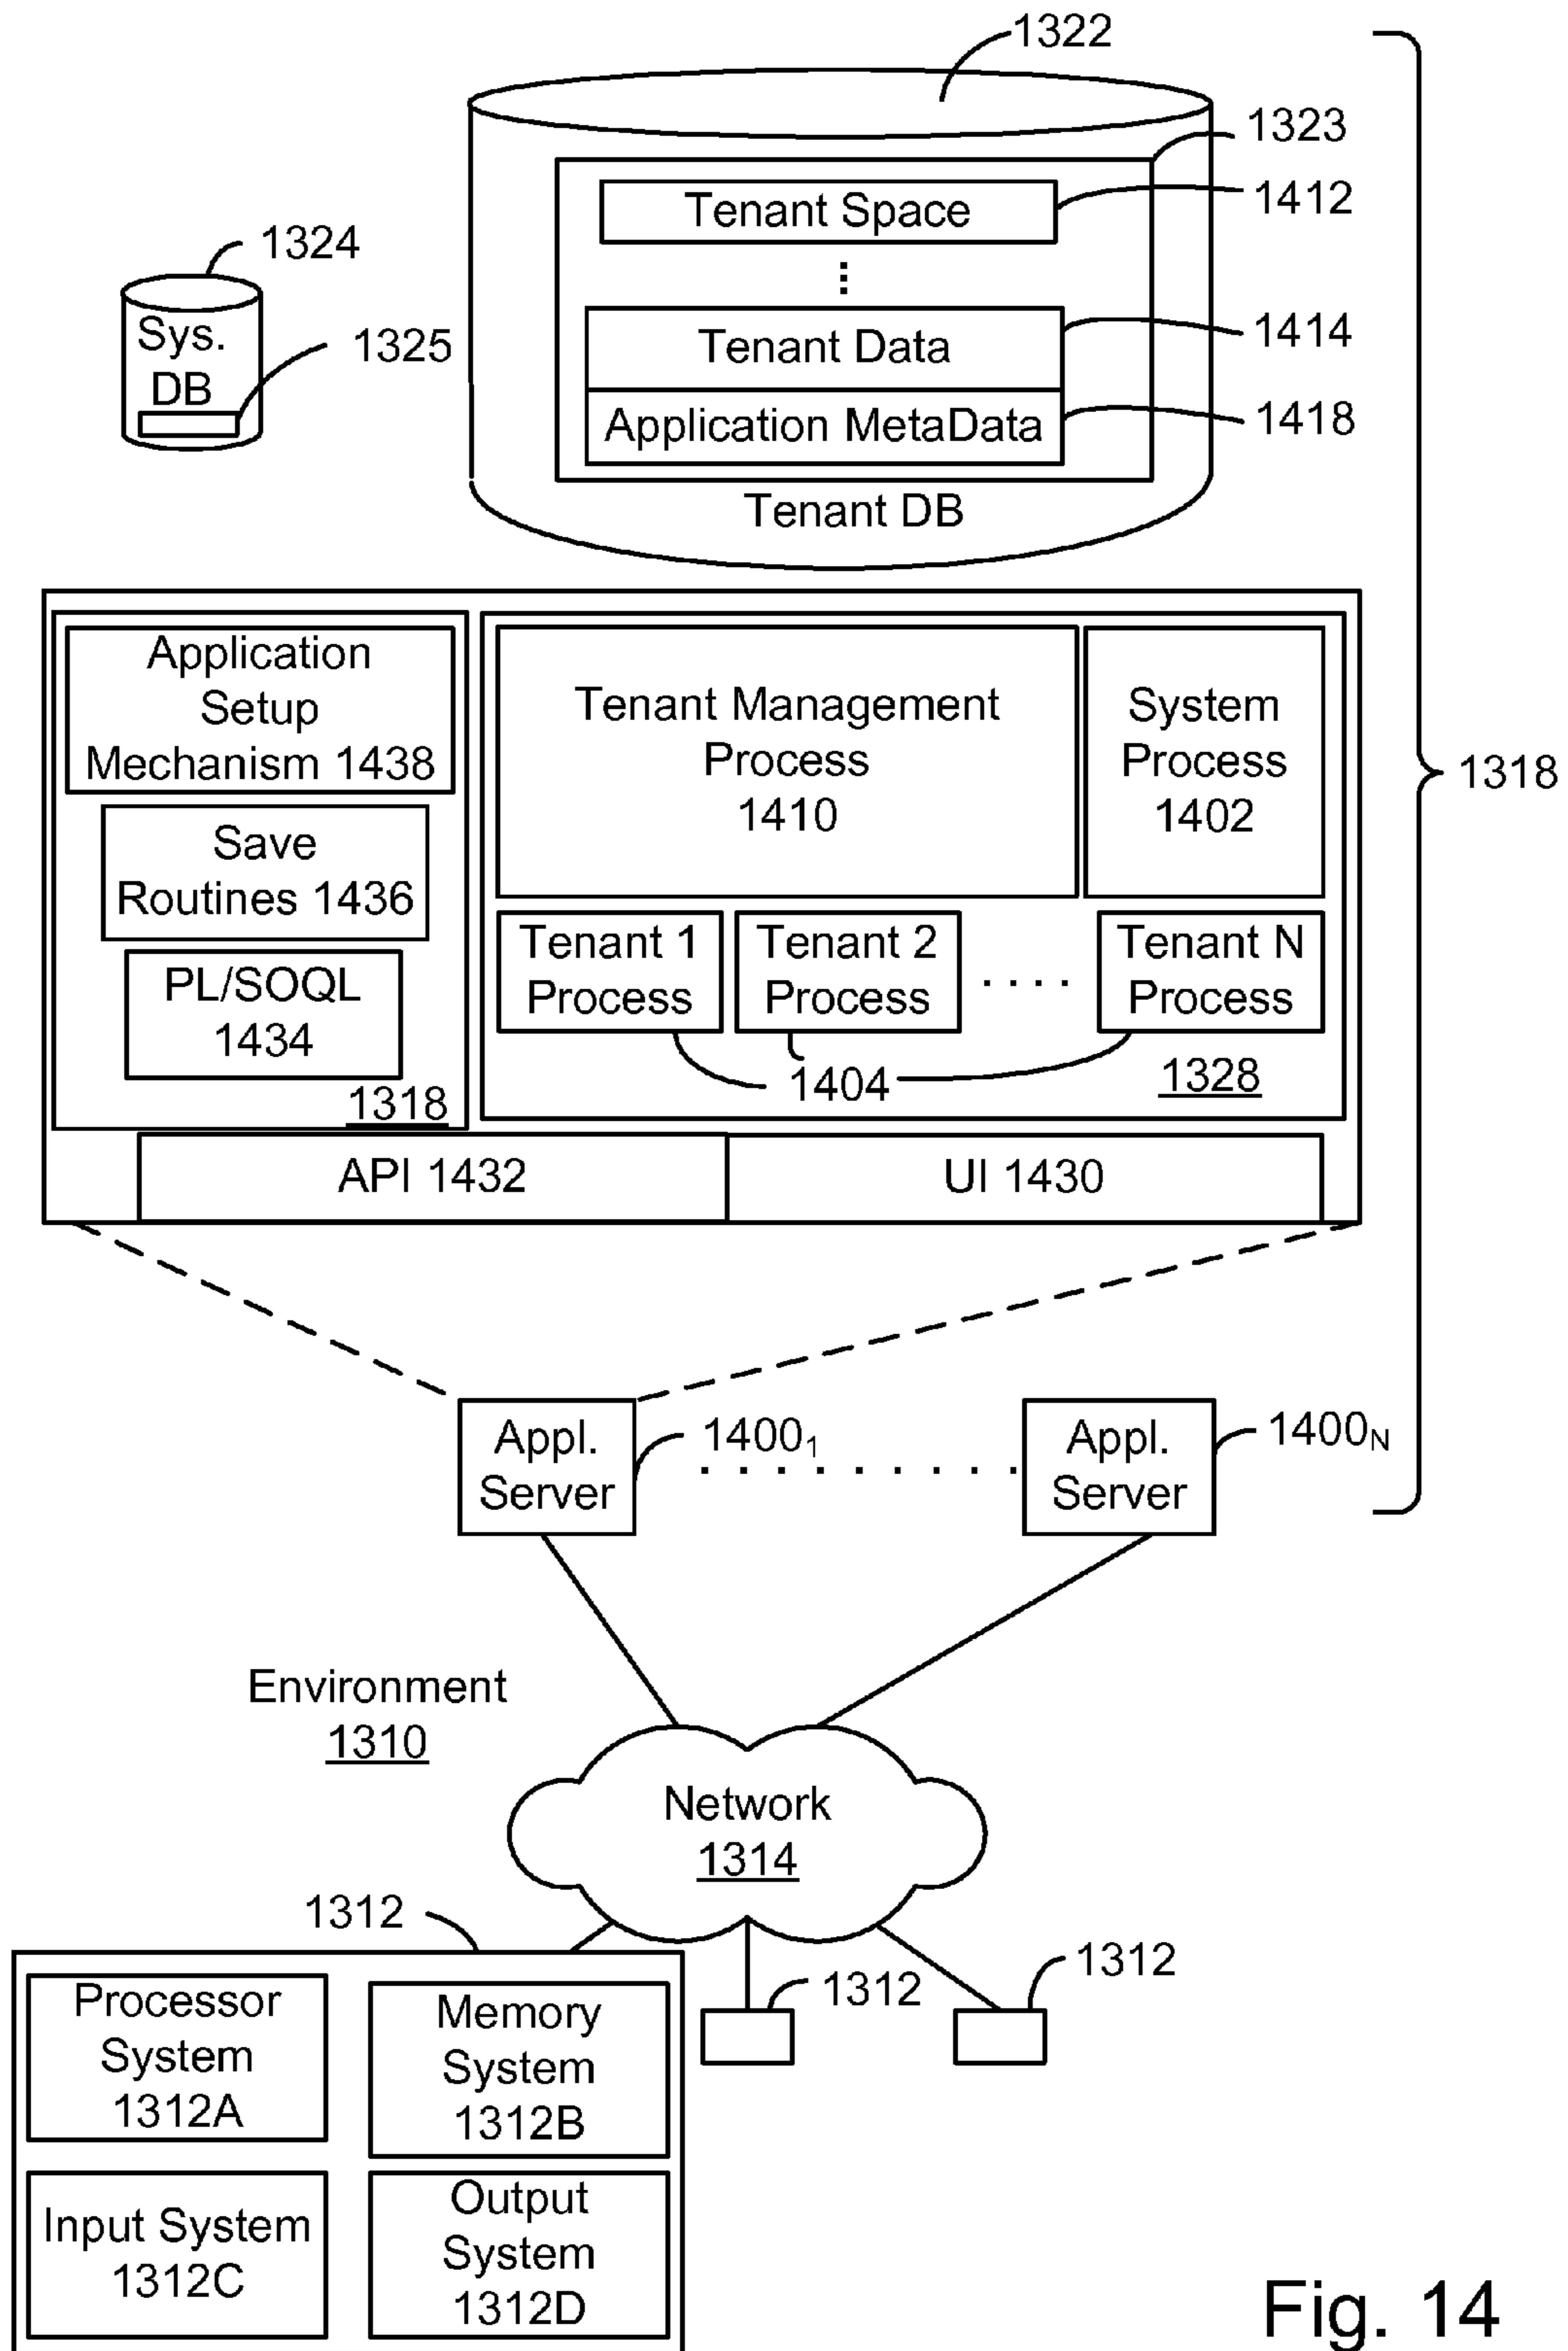 1322
1323
Tenant Space
1412
1324
Tenant Data
1414
Sys.
DB
1325
Application MetaData
1418
Tenant DB
Application
Setup
Mechanism 1438
Tenant Management
Process
1410
System
Process
1402
1318
Save
Routines 1436
PL/SOQL
1434
Tenant 1
Process
Tenant 2
Process
....
Tenant N
Process
1404
1328
1318
API 1432
UI 1430
Appl.
Server
1400₁
. . . . . . . . .
Appl.
Server
1400N
Environment
1310
Network
1314
1312
1312
1312
Processor
System
1312A
Memory
System
1312B
Input System
1312C
Output
System
1312D
Fig. 14